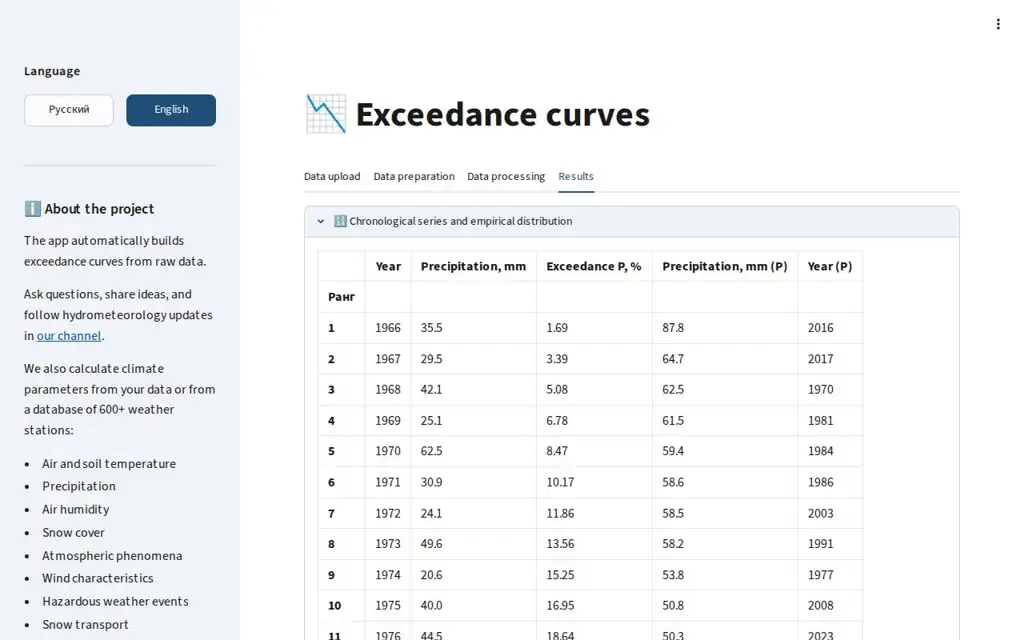 Language
Русский English
ℹ️ About the project
The app automatically builds
exceedance curves from raw data.
Ask questions, share ideas, and
follow hydrometeorology updates
in our channel.
We also calculate climate
parameters from your data or from
a database of 600+ weather
stations:
• Air and soil temperature
• Precipitation
• Air humidity
• Snow cover
• Atmospheric phenomena
• Wind characteristics
• Hazardous weather events
• Snow transport
Exceedance curves
Data upload Data preparation Data processing Results
Chronological series and empirical distribution
Year Precipitation, mm Exceedance P, % Precipitation, mm (P) Year (P)
Ранг
1 1966 35.5 1.69 87.8 2016
2 1967 29.5 3.39 64.7 2017
3 1968 42.1 5.08 62.5 1970
4 1969 25.1 6.78 61.5 1981
5 1970 62.5 8.47 59.4 1984
6 1971 30.9 10.17 58.6 1986
7 1972 24.1 11.86 58.5 2003
8 1973 49.6 13.56 58.2 1991
9 1974 20.6 15.25 53.8 1977
10 1975 40.0 16.95 50.8 2008
11 1976 44.5 18.64 50.3 2023